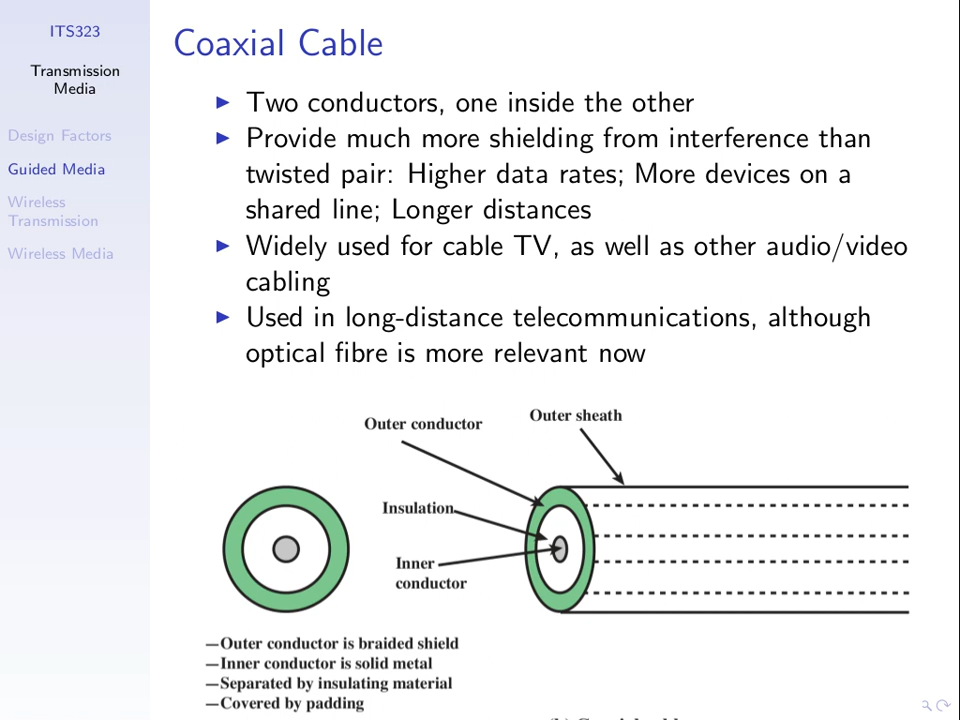 ITS323
Transmission
Media
Design Factors
Guided Media
Wireless
Transmission
Wireless Media
Coaxial Cable
Two conductors, one inside the other
Provide much more shielding from interference than
twisted pair: Higher data rates; More devices on a
shared line; Longer distances
Widely used for cable TV, as well as other audio/video
cabling
Used in long-distance telecommunications, although
optical fibre is more relevant now
Outer conductor
Outer sheath
Insulation
Inner
conductor
—Outer conductor is braided shield
—Inner conductor is solid metal
—Separated by insulating material
—Covered by padding